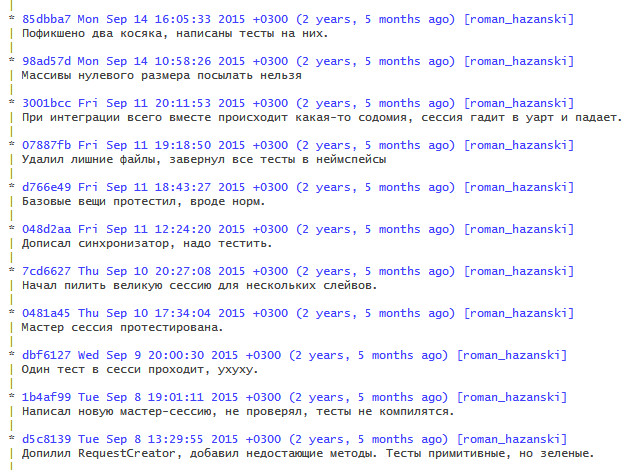 * 85dbba7 Mon Sep 14 16:05:33 2015 +0300 (2 years, 5 months ago) [roman_hazanski]
| Пофикшено два косяка, написаны тесты на них.
* 98ad57d Mon Sep 14 10:58:26 2015 +0300 (2 years, 5 months ago) [roman_hazanski]
| Массивы нулевого размера посылать нельзя
* 3001bcc Fri Sep 11 20:11:53 2015 +0300 (2 years, 5 months ago) [roman_hazanski]
| При интеграции всего вместе происходит какая-то содомия, сессия гадит в уарт и падает.
* 07887fb Fri Sep 11 19:18:50 2015 +0300 (2 years, 5 months ago) [roman_hazanski]
| Удалил лишние файлы, завернул все тесты в неймспейсы
* d766e49 Fri Sep 11 18:43:27 2015 +0300 (2 years, 5 months ago) [roman_hazanski]
| Базовые вещи протестил, вроде норм.
* 048d2aa Fri Sep 11 12:24:20 2015 +0300 (2 years, 5 months ago) [roman_hazanski]
| Дописал синхронизатор, надо тестить.
* 7cd6627 Thu Sep 10 20:27:08 2015 +0300 (2 years, 5 months ago) [roman_hazanski]
| Начал пилить великую сессию для нескольких слейвов.
* 0481a45 Thu Sep 10 17:34:04 2015 +0300 (2 years, 5 months ago) [roman_hazanski]
| Мастер сессия протестирована.
* dbf6127 Wed Sep 9 20:00:30 2015 +0300 (2 years, 5 months ago) [roman_hazanski]
| Один тест в сесси проходит, ухуху.
* 1b4af99 Tue Sep 8 19:01:11 2015 +0300 (2 years, 5 months ago) [roman_hazanski]
| Написал новую мастер-сессию, не проверял, тесты не компилятся.
* d5c8139 Tue Sep 8 13:29:55 2015 +0300 (2 years, 5 months ago) [roman_hazanski]
| Допилил RequestCreator, добавил недостающие методы. Тесты примитивные, но зеленые.